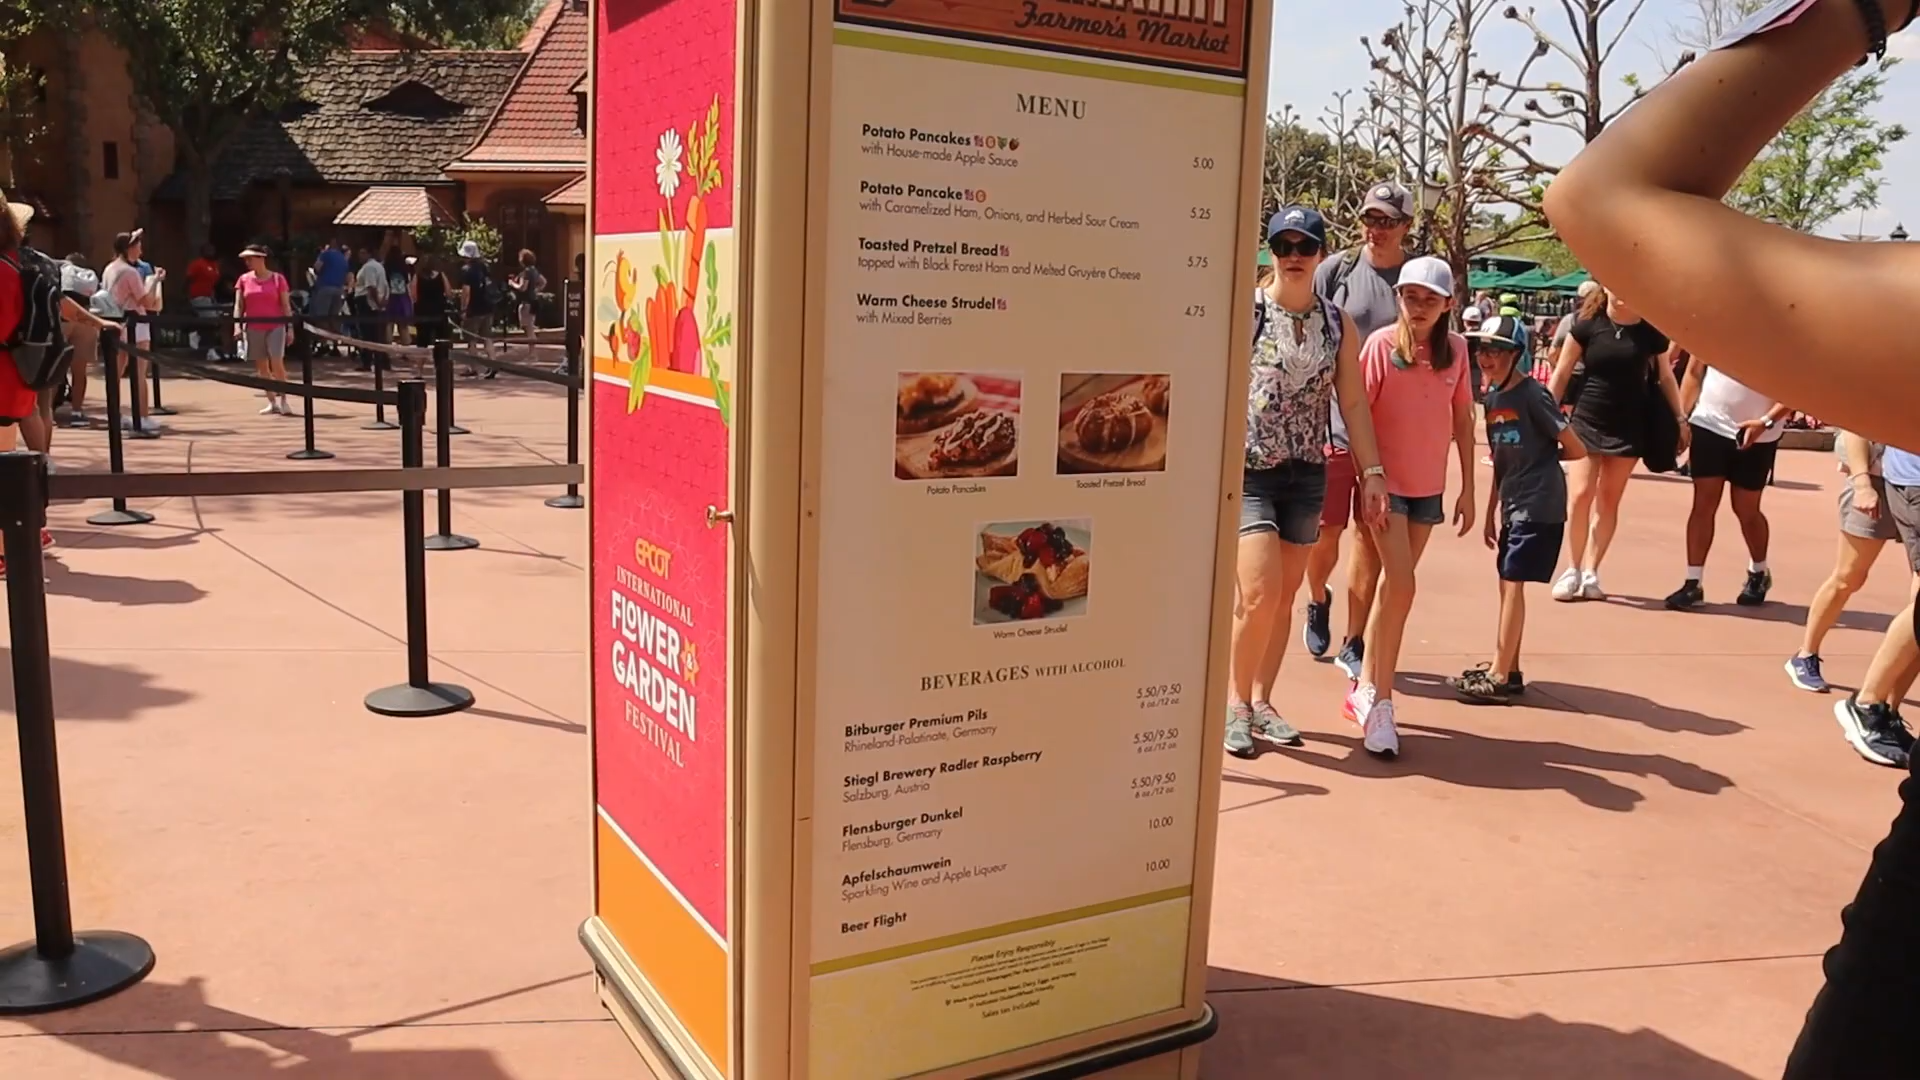 Farmer's Market
MENU
Potato Pancakes
with House-made Apple Sauce 5.00
Potato Pancake
with Caramelized Ham, Onions, and Herbed Sour Cream 5.25
Toasted Pretzel Bread
topped with Black Forest Ham and Melted Gruyère Cheese 5.75
Warm Cheese Strudel
with Mixed Berries 4.75
Potato Pancakes
Toasted Pretzel Bread
Warm Cheese Strudel
BEVERAGES WITH ALCOHOL
5.50/9.50
6 oz./12 oz.
Bitburger Premium Pils
Rhineland-Palatinate, Germany
5.50/9.50
6 oz./12 oz.
Stiegl Brewery Radler Raspberry
Salzburg, Austria
5.50/9.50
6 oz./12 oz.
Flensburger Dunkel
Flensburg, Germany
10.00
Apfelschaumwein
Sparkling Wine and Apple Liqueur
10.00
Beer Flight
Please Enjoy Responsibly
Sales tax included
EPCOT
INTERNATIONAL
FLOWER &
GARDEN
FESTIVAL